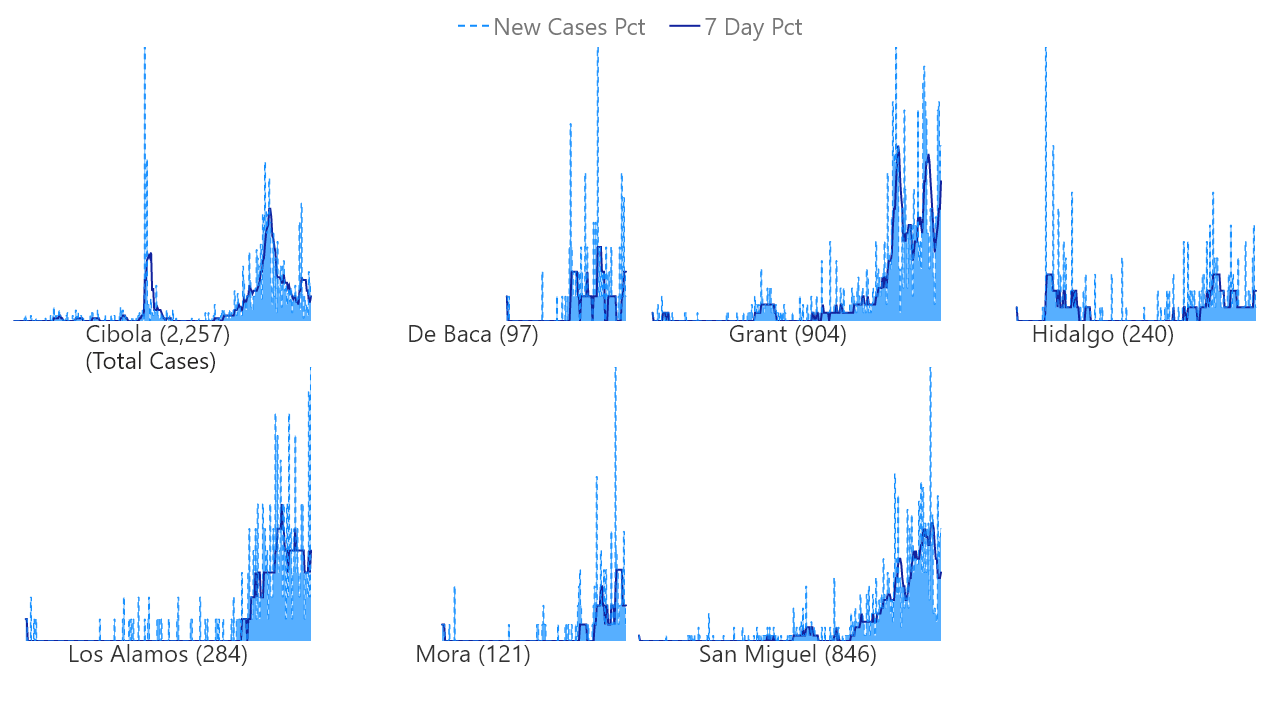 New Cases Pct 7 Day Pct
Cibola (2,257)
(Total Cases)
De Baca (97)
Grant (904)
Hidalgo (240)
Los Alamos (284)
Mora (121)
San Miguel (846)